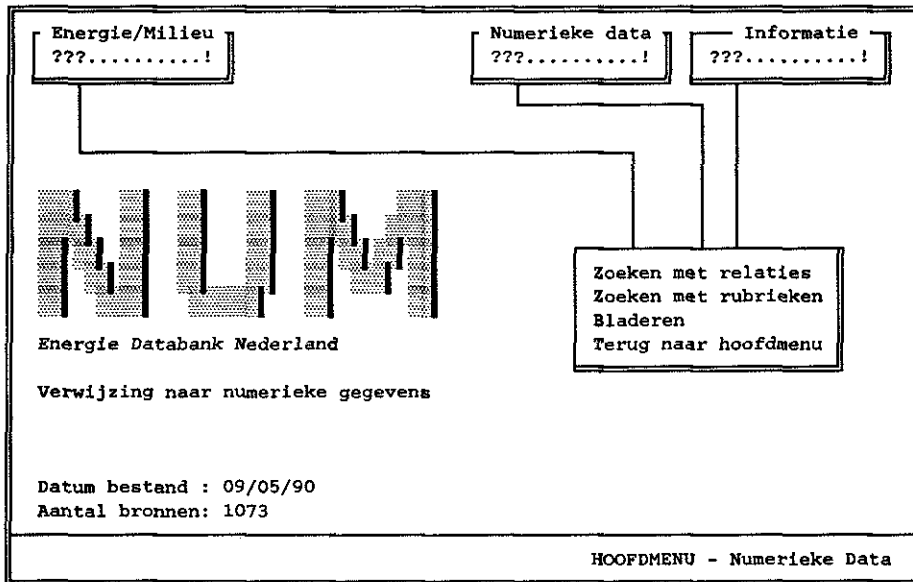 Energie/Milieu
???..........!
Numerieke data
???..........!
Informatie
???..........!
NUM
Zoeken met relaties
Zoeken met rubrieken
Bladeren
Terug naar hoofdmenu
Energie Databank Nederland
Verwijzing naar numerieke gegevens
Datum bestand : 09/05/90
Aantal bronnen: 1073
HOOFDMENU - Numerieke Data